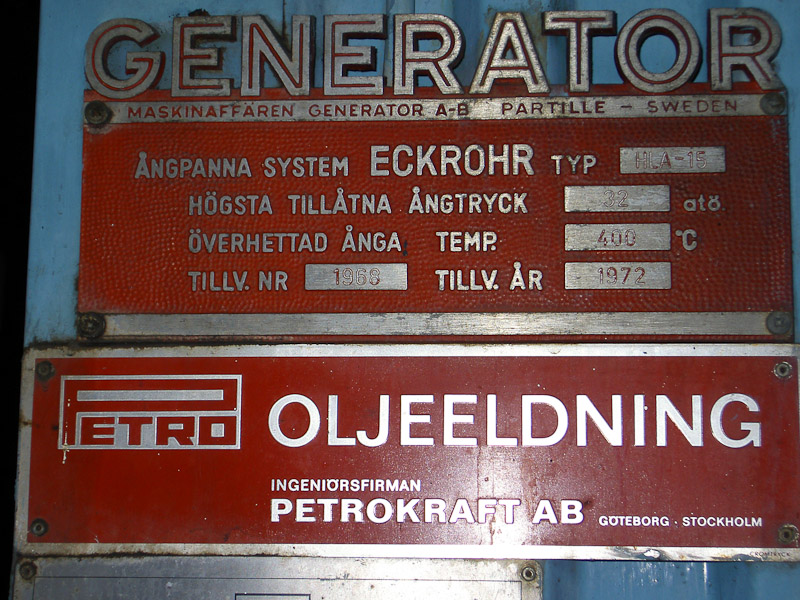 GENERATOR
MASKINAFFÄREN GENERATOR A-B PARTILLE - SWEDEN
ÅNGPANNA SYSTEM ECKROHR TYP HLA-15
HÖGSTA TILLÅTNA ÅNGTRYCK 32 atö
ÖVERHETTAD ÅNGA TEMP. 400 °C
TILLV. NR 1968 TILLV. ÅR 1972
PETRO OLJEELDNING
INGENIÖRSFIRMAN
PETROKRAFT AB GÖTEBORG · STOCKHOLM